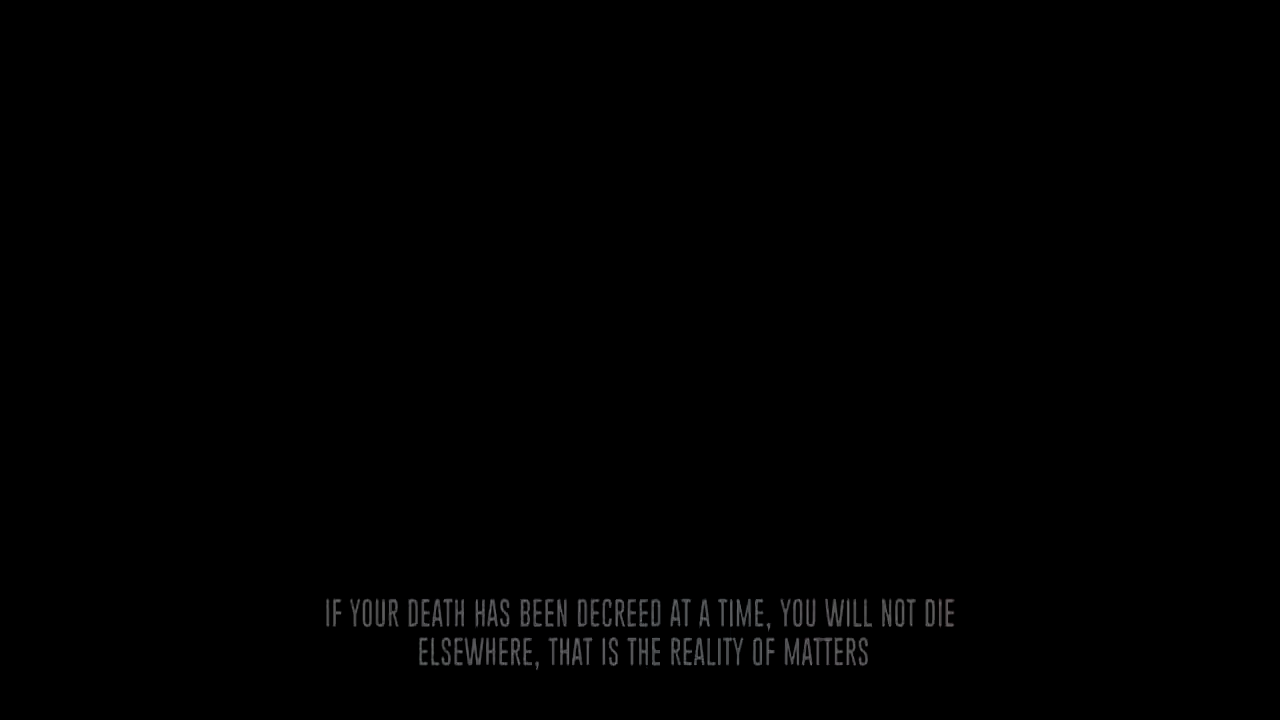 IF YOUR DEATH HAS BEEN DECREED AT A TIME, YOU WILL NOT DIE
ELSEWHERE, THAT IS THE REALITY OF MATTERS